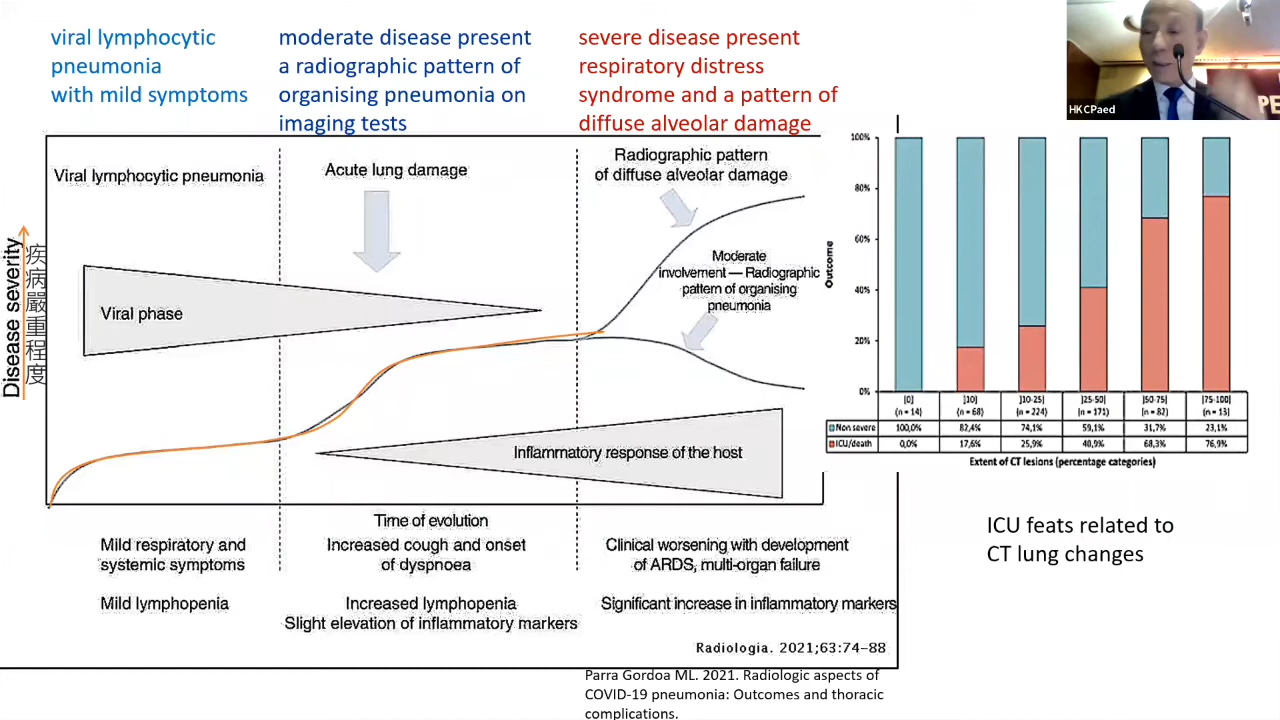 viral lymphocytic
pneumonia
with mild symptoms
moderate disease present
a radiographic pattern of
organising pneumonia on
imaging tests
severe disease present
respiratory distress
syndrome and a pattern of
diffuse alveolar damage
HKCPaed
PE
Viral lymphocytic pneumonia
Acute lung damage
Radiographic pattern
of diffuse alveolar damage
Moderate
involvement — Radiographic
pattern of organising
pneumonia
Disease severity
疾病嚴重程度
Viral phase
Inflammatory response of the host
Time of evolution
Mild respiratory and
systemic symptoms
Increased cough and onset
of dyspnoea
Clinical worsening with development
of ARDS, multi-organ failure
Mild lymphopenia
Increased lymphopenia
Slight elevation of inflammatory markers
Significant increase in inflammatory markers
Radiologia. 2021;63:74–88
Parra Gordoa ML. 2021. Radiologic aspects of
COVID-19 pneumonia: Outcomes and thoracic
complications.
Outcome
100%
80%
60%
40%
20%
0%
[0] ]10] ]10-25] ]25-50] ]50-75] ]75-100]
(n = 14) (n = 68) (n = 224) (n = 171) (n = 82) (n = 13)
Non severe 100,0% 82,4% 74,1% 59,1% 31,7% 23,1%
ICU/death 0,0% 17,6% 25,9% 40,9% 68,3% 76,9%
Extent of CT lesions (percentage categories)
ICU feats related to
CT lung changes